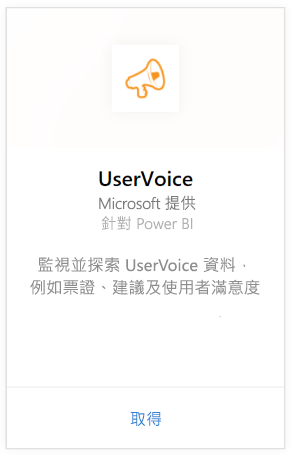 UserVoice
Microsoft 提供
針對 Power BI
監視並探索 UserVoice 資料，
例如票證、建議及使用者滿意度
取得